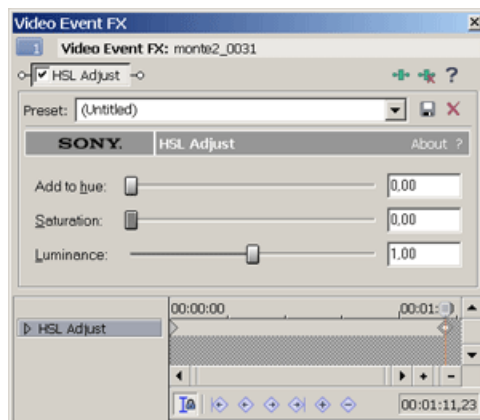 Video Event FX
1 Video Event FX: monte2_0031
HSL Adjust ?
Preset: (Untitled)
SONY. HSL Adjust About ?
Add to hue: 0,00
Saturation: 0,00
Luminance: 1,00
00:00:00 00:01:
HSL Adjust
00:01:11,23